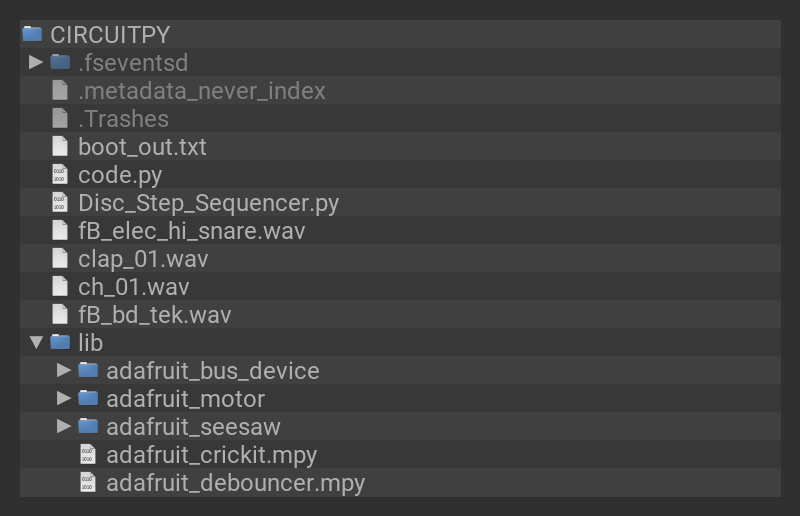 CIRCUITPY
.fseventsd
.metadata_never_index
.Trashes
boot_out.txt
code.py
Disc_Step_Sequencer.py
fB_elec_hi_snare.wav
clap_01.wav
ch_01.wav
fB_bd_tek.wav
lib
adafruit_bus_device
adafruit_motor
adafruit_seesaw
adafruit_crickit.mpy
adafruit_debouncer.mpy